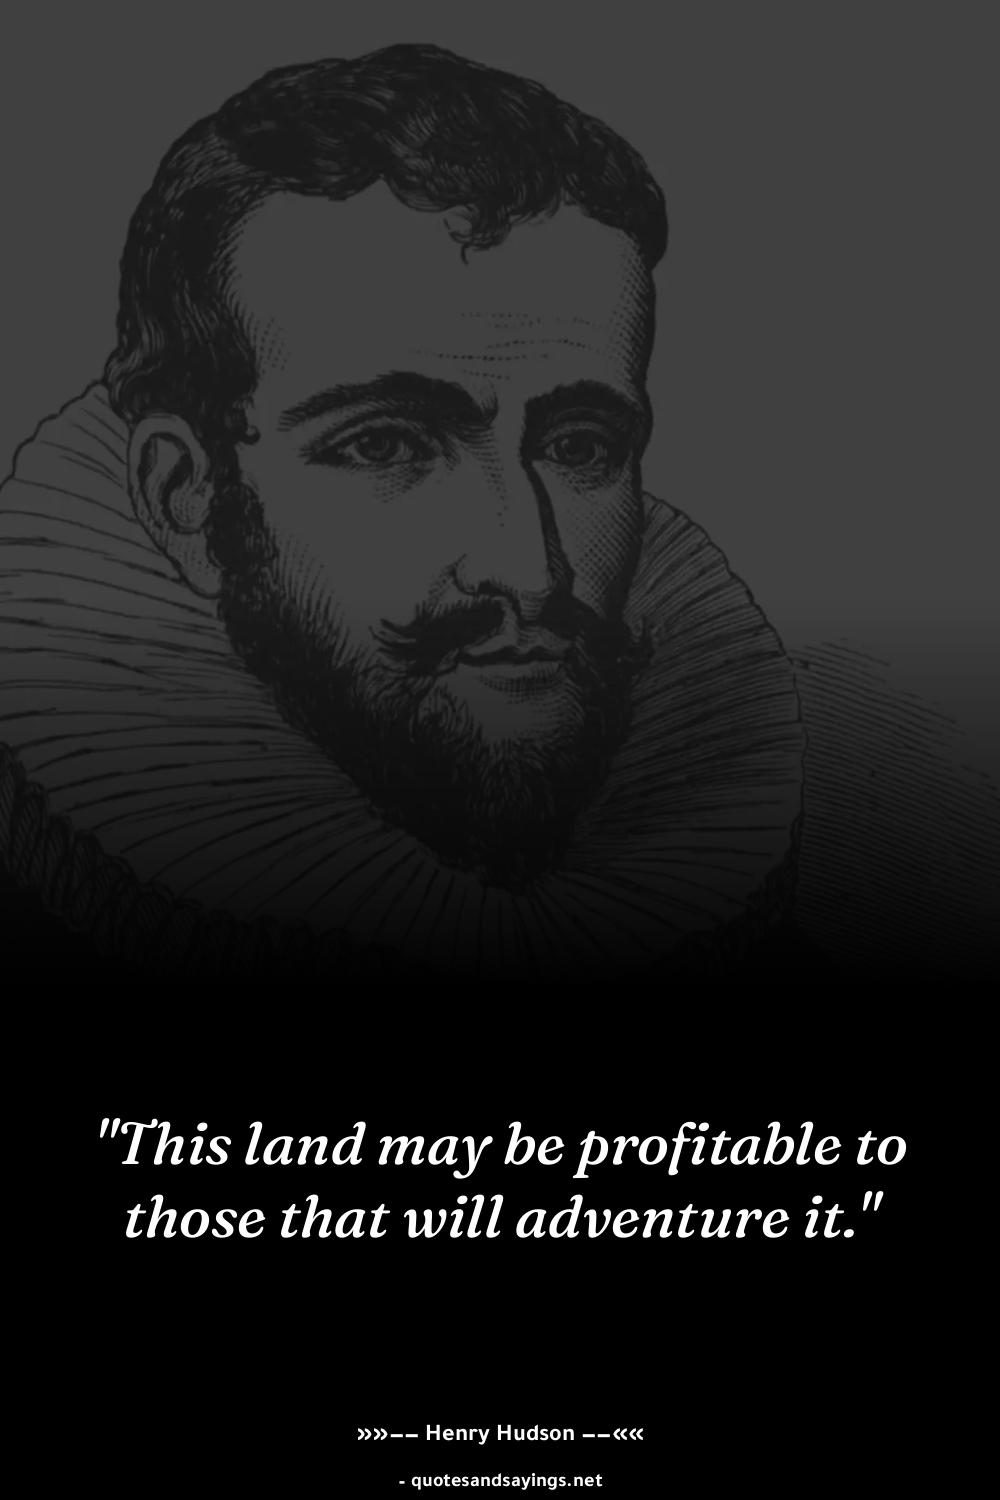 "This land may be profitable to
those that will adventure it."
»»–– Henry Hudson ––««
- quotesandsayings.net